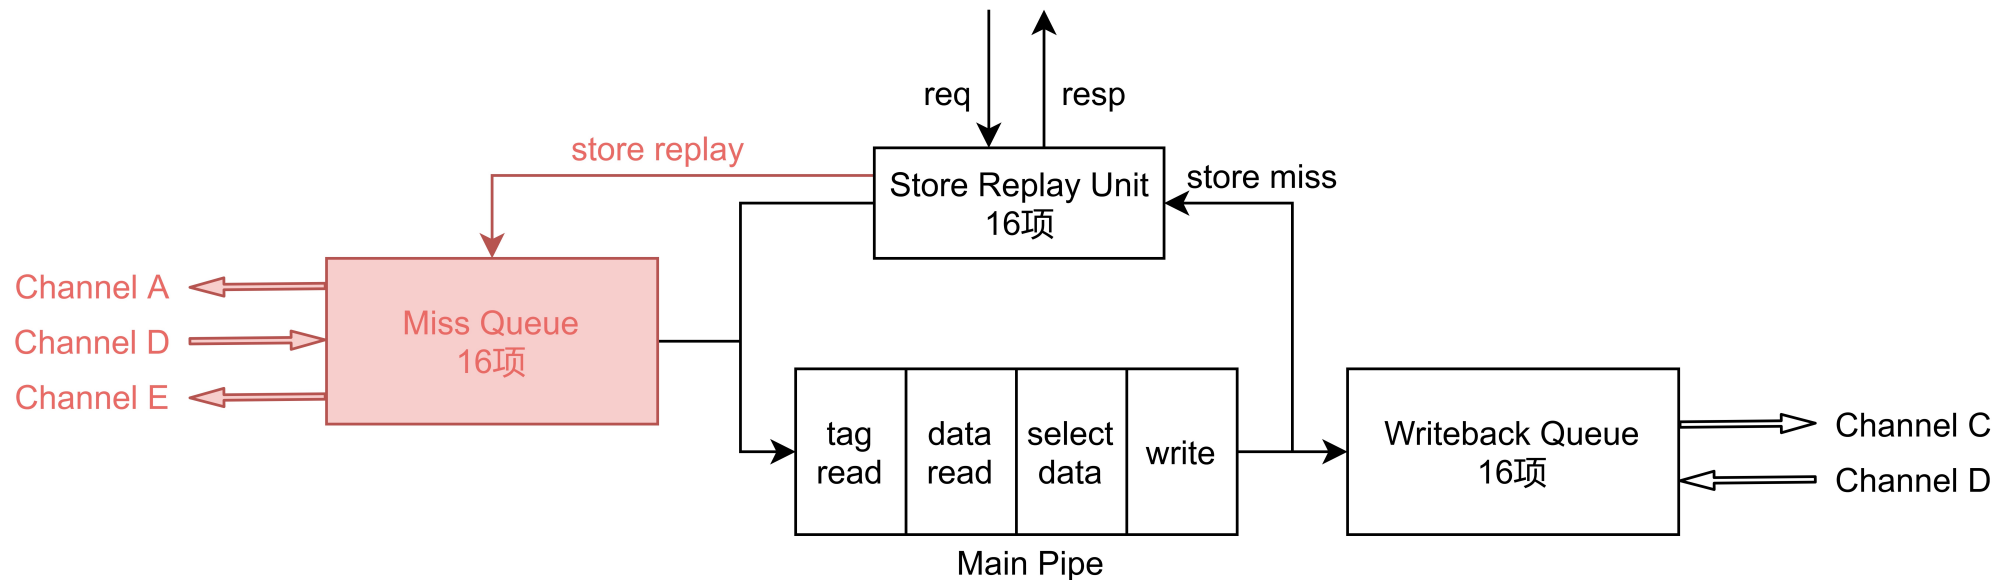 req
resp
store replay
Store Replay Unit
16项
store miss
Channel A
Channel D
Channel E
Miss Queue
16项
tag
read
data
read
select
data
write
Main Pipe
Writeback Queue
16项
Channel C
Channel D